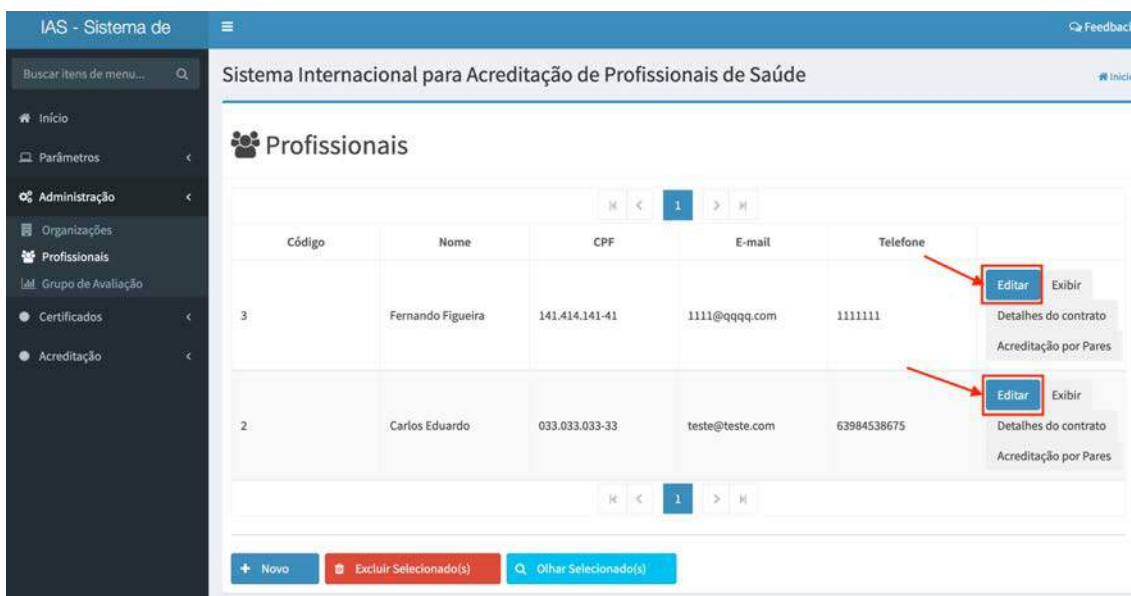 IAS - Sistema de
Feedbac
Buscar itens de menu...
Sistema Internacional para Acreditação de Profissionais de Saúde
Iníci
Início
Parâmetros
Administração
Organizações
Profissionais
Grupo de Avaliação
Certificados
Acreditação
Profissionais
1
Código Nome CPF E-mail Telefone
3 Fernando Figueira 141.414.141-41 1111@qqqq.com 1111111
Editar Exibir
Detalhes do contrato
Acreditação por Pares
2 Carlos Eduardo 033.033.033-33 teste@teste.com 63984538675
Editar Exibir
Detalhes do contrato
Acreditação por Pares
1
+ Novo Excluir Selecionado(s) Olhar Selecionado(s)